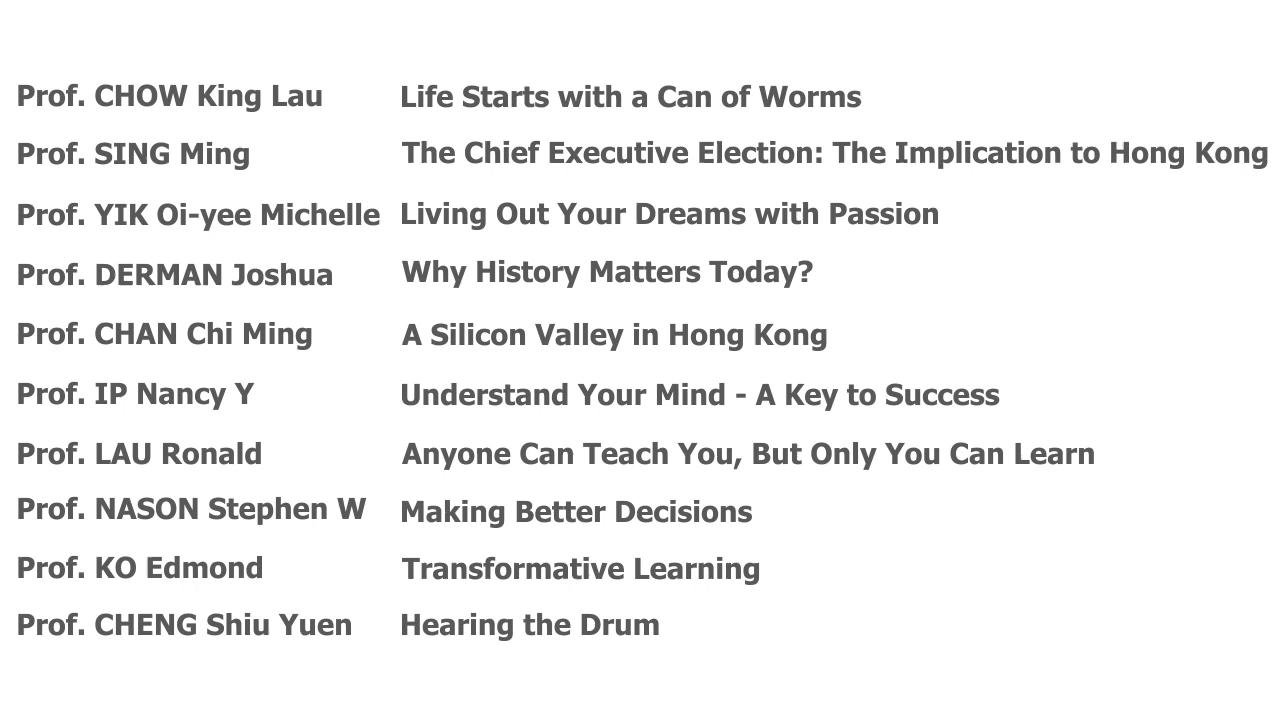 Prof. CHOW King Lau Life Starts with a Can of Worms
Prof. SING Ming The Chief Executive Election: The Implication to Hong Kong
Prof. YIK Oi-yee Michelle Living Out Your Dreams with Passion
Prof. DERMAN Joshua Why History Matters Today?
Prof. CHAN Chi Ming A Silicon Valley in Hong Kong
Prof. IP Nancy Y Understand Your Mind - A Key to Success
Prof. LAU Ronald Anyone Can Teach You, But Only You Can Learn
Prof. NASON Stephen W Making Better Decisions
Prof. KO Edmond Transformative Learning
Prof. CHENG Shiu Yuen Hearing the Drum